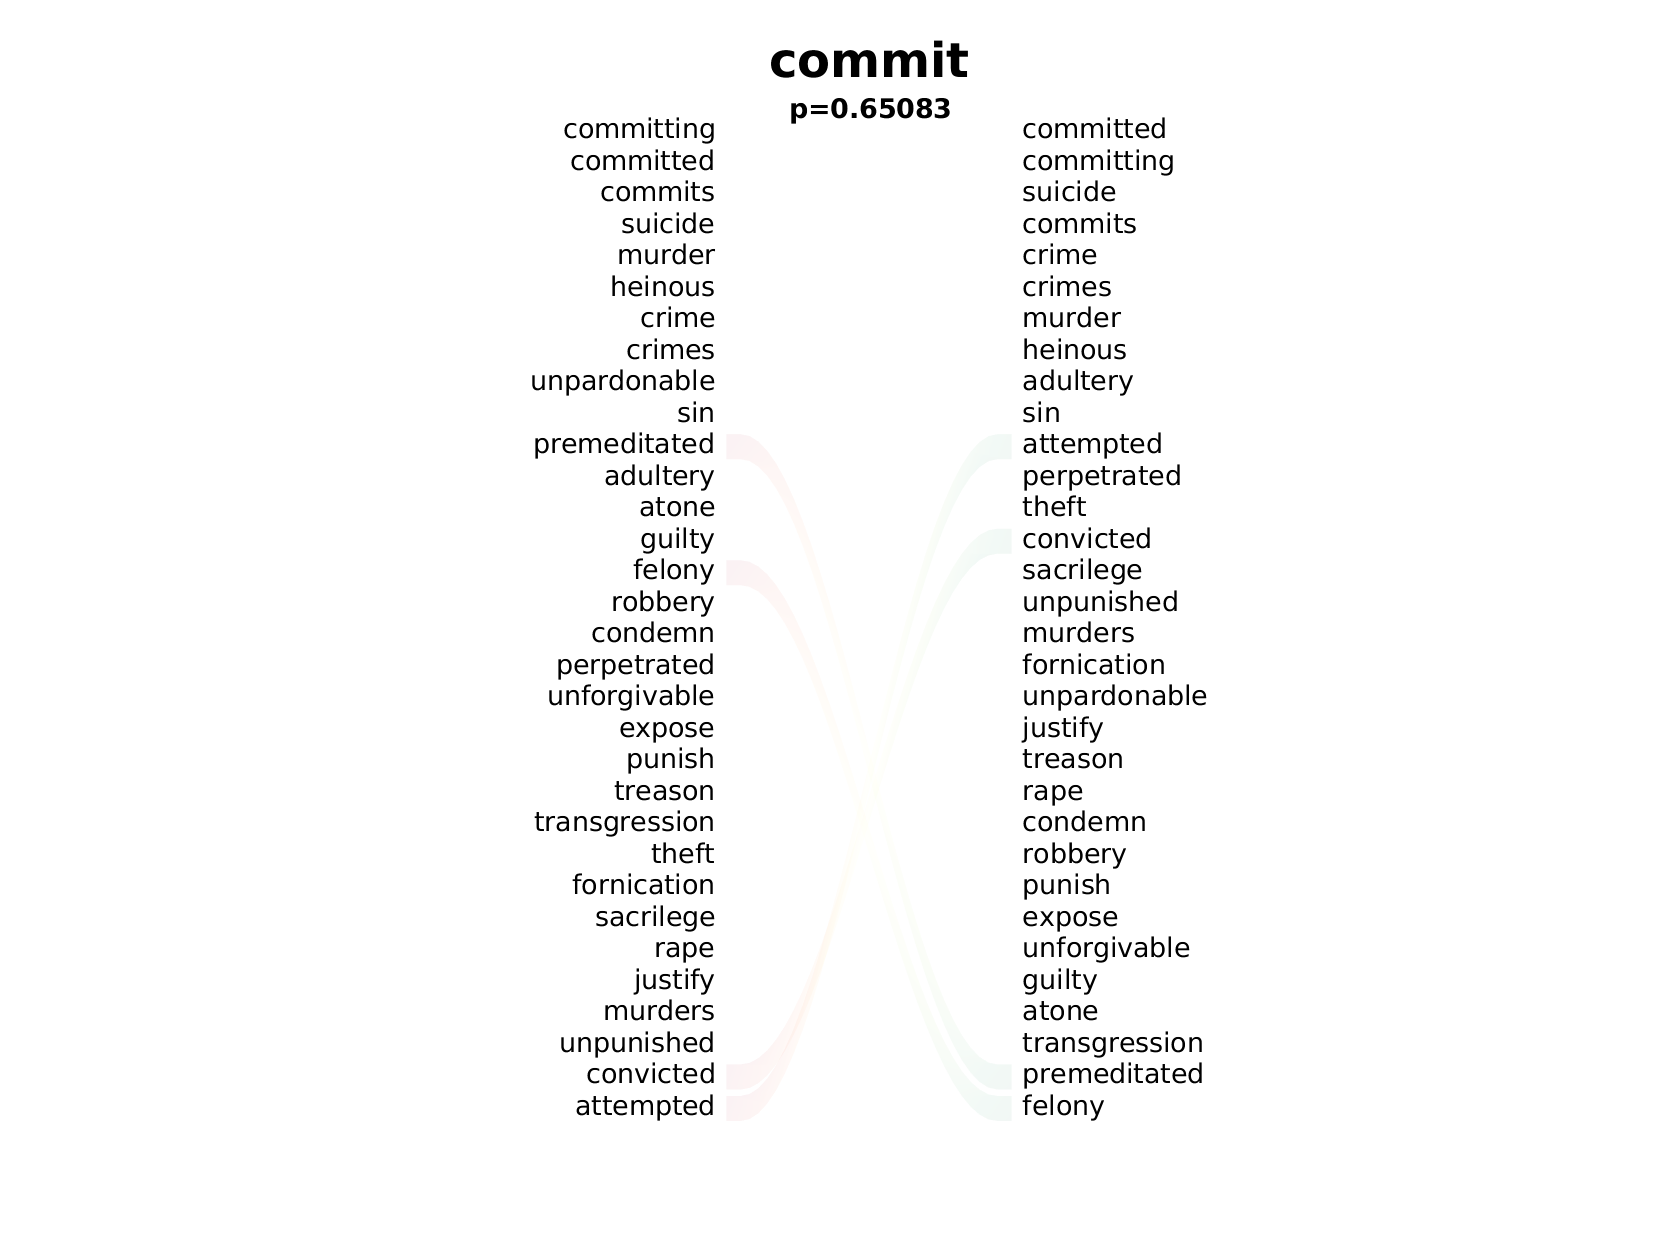 commit
p=0.65083
committing committed
committed committing
commits suicide
suicide commits
murder crime
heinous crimes
crime murder
crimes heinous
unpardonable adultery
sin sin
premeditated attempted
adultery perpetrated
atone theft
guilty convicted
felony sacrilege
robbery unpunished
condemn murders
perpetrated fornication
unforgivable unpardonable
expose justify
punish treason
treason rape
transgression condemn
theft robbery
fornication punish
sacrilege expose
rape unforgivable
justify guilty
murders atone
unpunished transgression
convicted premeditated
attempted felony